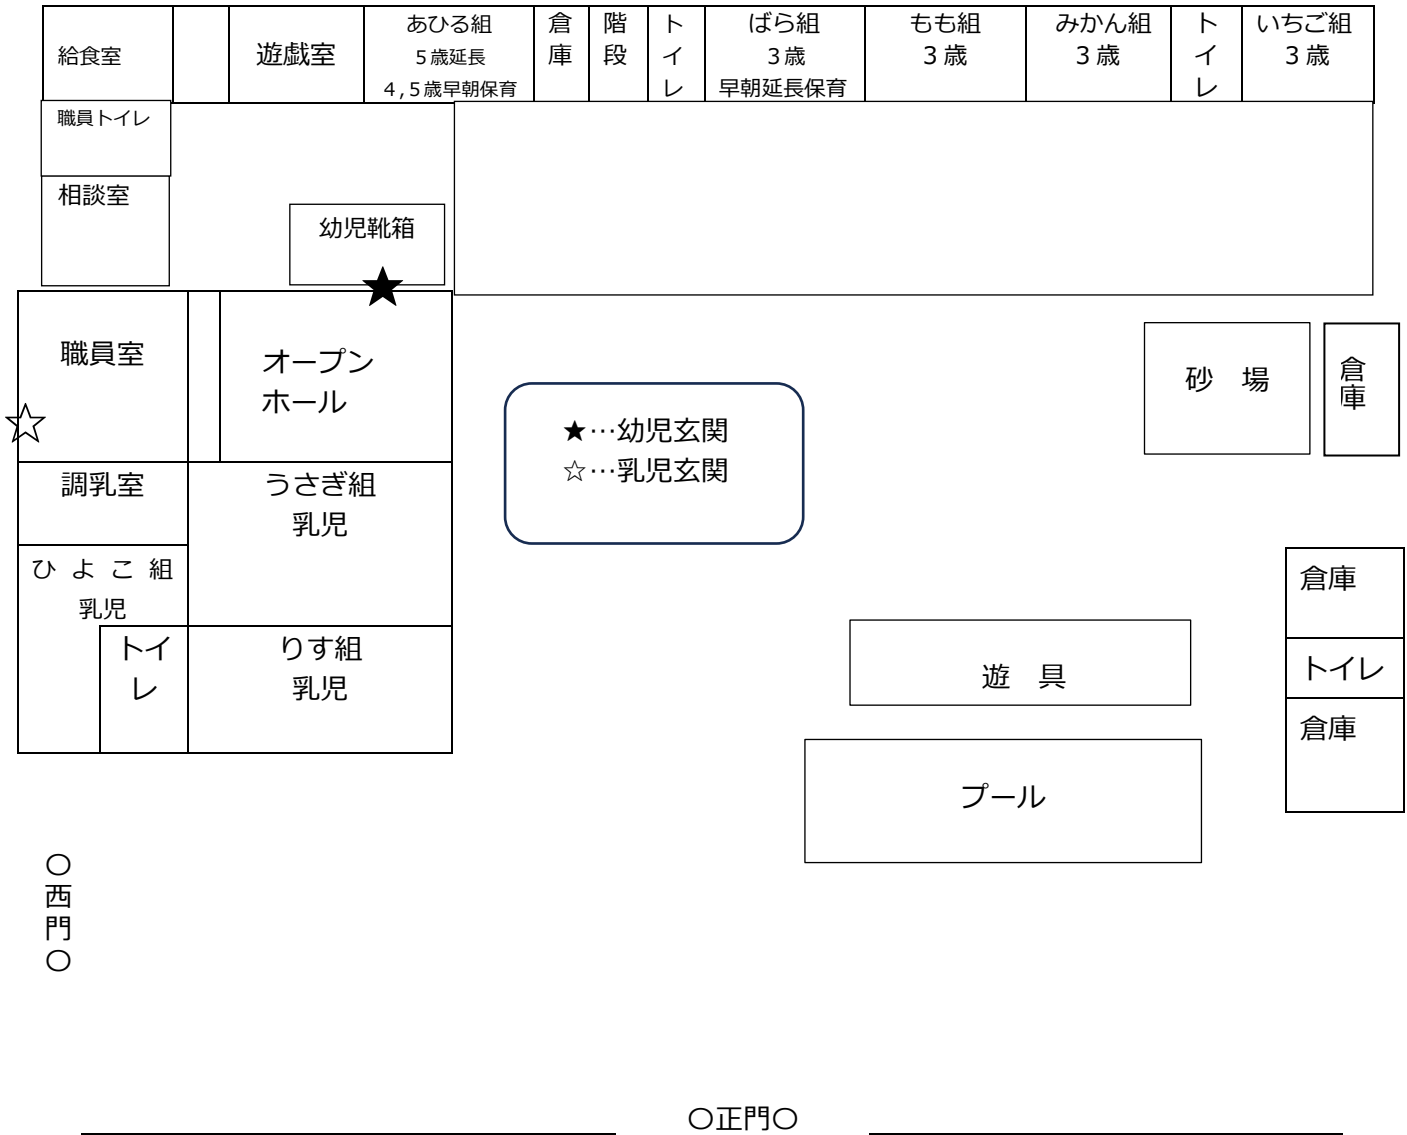 給食室
遊戯室
あひる組
５歳延長
４,５歳早朝保育
倉庫
階段
トイレ
ばら組
３歳
早朝延長保育
もも組
３歳
みかん組
３歳
トイレ
いちご組
３歳
職員トイレ
相談室
幼児靴箱
★
職員室
オープン
ホール
☆
★…幼児玄関
☆…乳児玄関
砂　場
倉庫
調乳室
うさぎ組
乳児
ひ よ こ 組
乳児
トイ
レ
りす組
乳児
遊　具
プール
倉庫
トイレ
倉庫
〇西門〇
〇正門〇